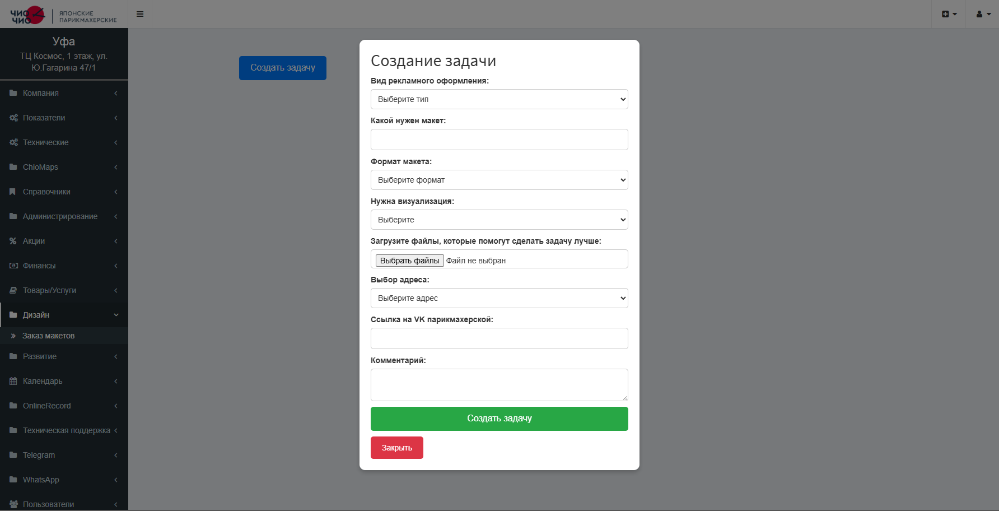 ЧИО
ЧИО
ЯПОНСКИЕ
ПАРИКМАХЕРСКИЕ
Уфа
ТЦ Космос, 1 этаж, ул.
Ю.Гагарина 47/1
Компания
Показатели
Технические
ChioMaps
Справочники
Администрирование
Акции
Финансы
Товары/Услуги
Дизайн
Заказ макетов
Развитие
Календарь
OnlineRecord
Техническая поддержка
Telegram
WhatsApp
Пользователи
Создать задачу
Создание задачи
Вид рекламного оформления:
Выберите тип
Какой нужен макет:
Формат макета:
Выберите формат
Нужна визуализация:
Выберите
Загрузите файлы, которые помогут сделать задачу лучше:
Выбрать файлы Файл не выбран
Выбор адреса:
Выберите адрес
Ссылка на VK парикмахерской:
Комментарий:
Создать задачу
Закрыть